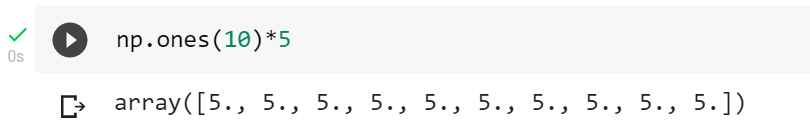 np.ones(10)*5
0s
array([5., 5., 5., 5., 5., 5., 5., 5., 5., 5.])